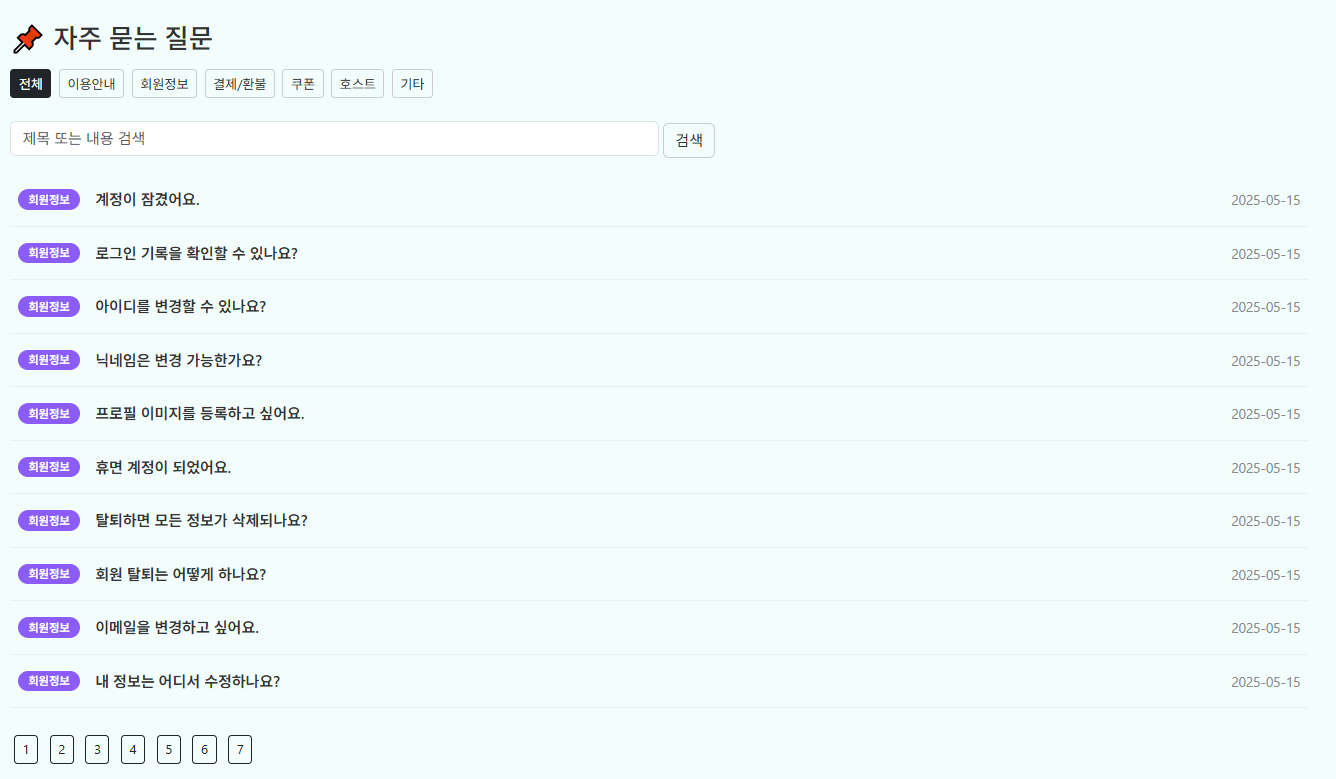 자주 묻는 질문
전체 이용안내 회원정보 결제/환불 쿠폰 호스트 기타
제목 또는 내용 검색 검색
회원정보 계정이 잠겼어요. 2025-05-15
회원정보 로그인 기록을 확인할 수 있나요? 2025-05-15
회원정보 아이디를 변경할 수 있나요? 2025-05-15
회원정보 닉네임은 변경 가능한가요? 2025-05-15
회원정보 프로필 이미지를 등록하고 싶어요. 2025-05-15
회원정보 휴면 계정이 되었어요. 2025-05-15
회원정보 탈퇴하면 모든 정보가 삭제되나요? 2025-05-15
회원정보 회원 탈퇴는 어떻게 하나요? 2025-05-15
회원정보 이메일을 변경하고 싶어요. 2025-05-15
회원정보 내 정보는 어디서 수정하나요? 2025-05-15
1 2 3 4 5 6 7